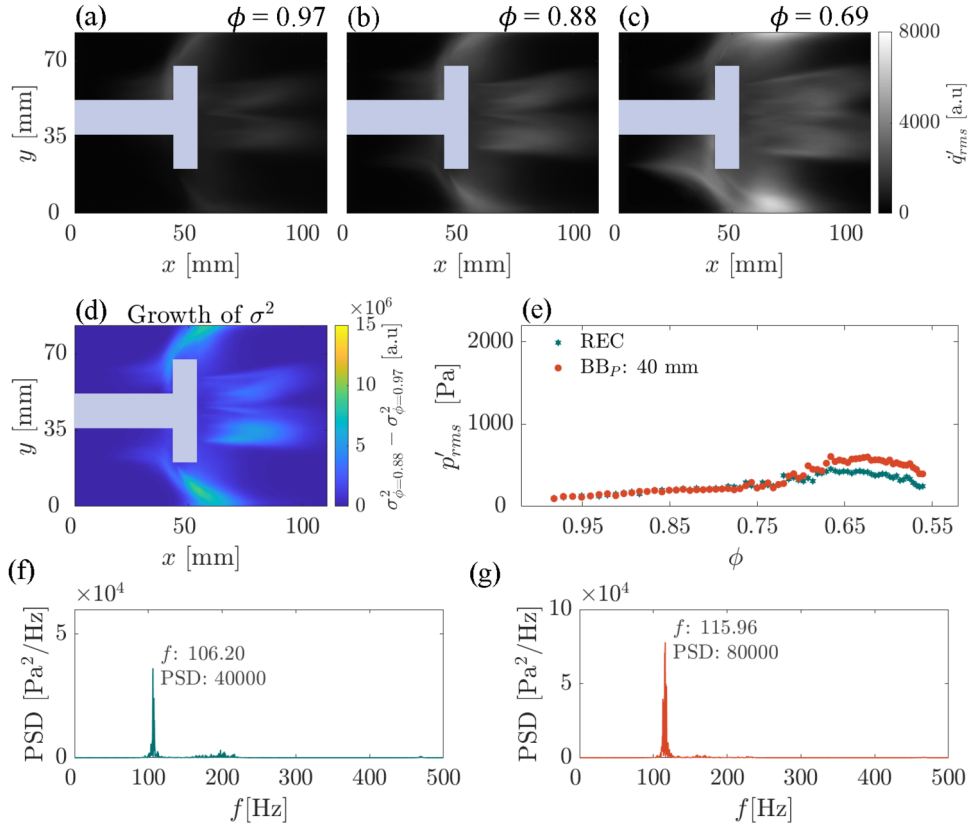 (a) ϕ = 0.97 (b) ϕ = 0.88 (c) ϕ = 0.69
70
35
0
y [mm]
0 50 100
x [mm]
0 50 100
x [mm]
0 50 100
x [mm]
8000
4000
0
q̇′rms [a.u]
(d) Growth of σ²
70
35
0
y [mm]
0 50 100
x [mm]
×10⁶
15
10
5
0
σ²ϕ=0.88 − σ²ϕ=0.97 [a.u]
(e)
REC
BBP: 40 mm
2000
1000
0
p′rms [Pa]
0.95 0.85 0.75 0.65 0.55
ϕ
(f)
×10⁴
5
0
PSD [Pa²/Hz]
f: 106.20
PSD: 40000
0 100 200 300 400 500
f[Hz]
(g)
×10⁴
10
5
0
PSD [Pa²/Hz]
f: 115.96
PSD: 80000
0 100 200 300 400 500
f[Hz]